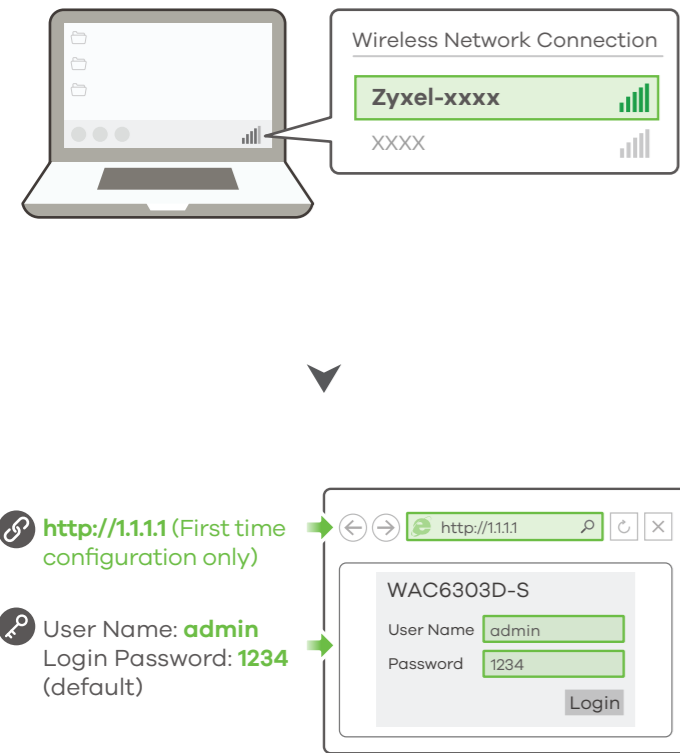 Wireless Network Connection
Zyxel-xxxx
XXXX
http://1.1.1.1 (First time
configuration only)
http://1.1.1.1
WAC6303D-S
User Name admin
Password 1234
Login
User Name: admin
Login Password: 1234
(default)